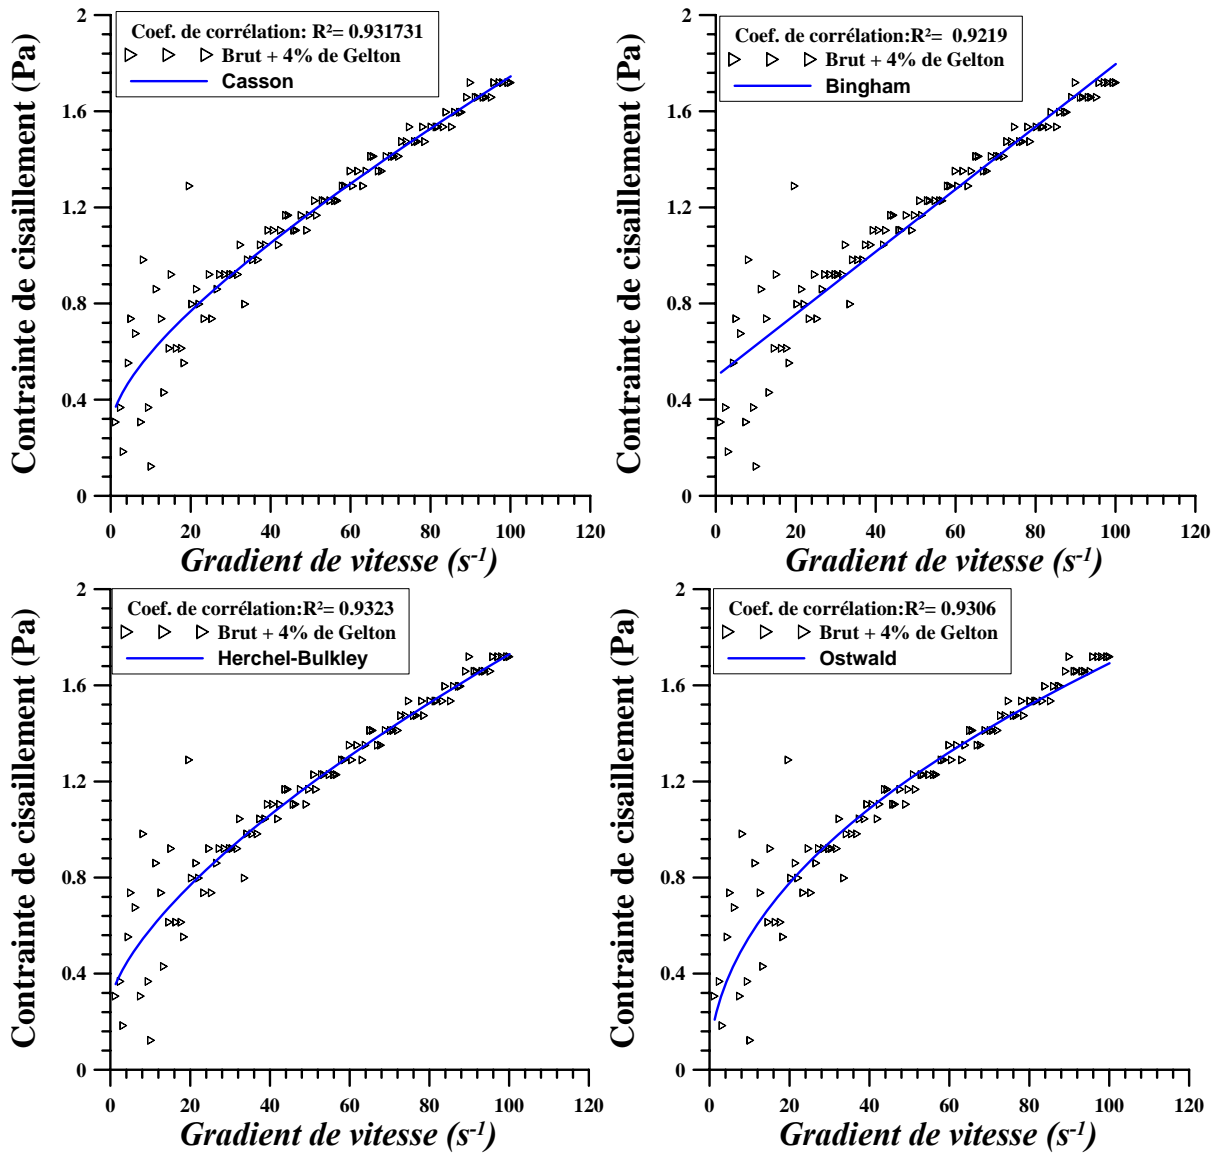 Coef. de corrélation: R²= 0.931731
Brut + 4% de Gelton
Casson
Contrainte de cisaillement (Pa)
2
1.6
1.2
0.8
0.4
0
0 20 40 60 80 100 120
Gradient de vitesse (s⁻¹)
Coef. de corrélation:R²= 0.9219
Brut + 4% de Gelton
Bingham
Contrainte de cisaillement (Pa)
2
1.6
1.2
0.8
0.4
0
0 20 40 60 80 100 120
Gradient de vitesse (s⁻¹)
Coef. de corrélation:R²= 0.9323
Brut + 4% de Gelton
Herchel-Bulkley
Contrainte de cisaillement (Pa)
2
1.6
1.2
0.8
0.4
0
0 20 40 60 80 100 120
Gradient de vitesse (s⁻¹)
Coef. de corrélation:R²= 0.9306
Brut + 4% de Gelton
Ostwald
Contrainte de cisaillement (Pa)
2
1.6
1.2
0.8
0.4
0
0 20 40 60 80 100 120
Gradient de vitesse (s⁻¹)